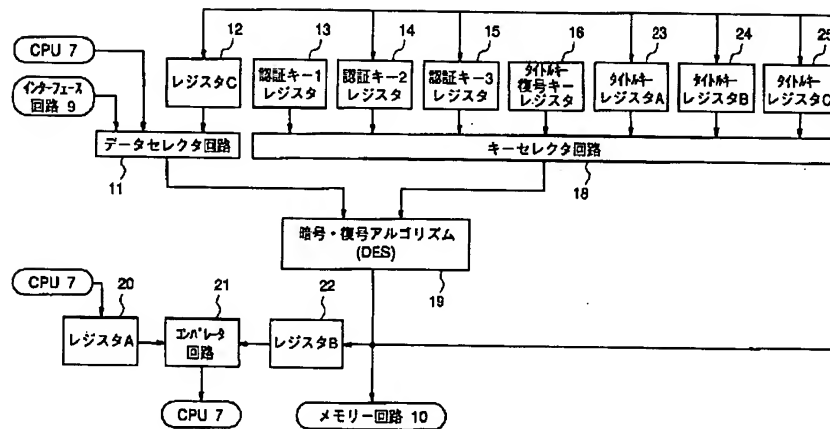 12
13
14
15
16
23
24
25
CPU 7
インターフェース
回路 9
レジスタC
認証キー1
レジスタ
認証キー2
レジスタ
認証キー3
レジスタ
タイトルキー
復号キー
レジスタ
タイトルキー
レジスタA
タイトルキー
レジスタB
タイトルキー
レジスタC
データセレクタ回路
キーセレクタ回路
11
18
暗号・復号アルゴリズム
(DES)
19
CPU 7
20
21
22
レジスタA
コンパレータ
回路
レジスタB
CPU 7
メモリー回路 10